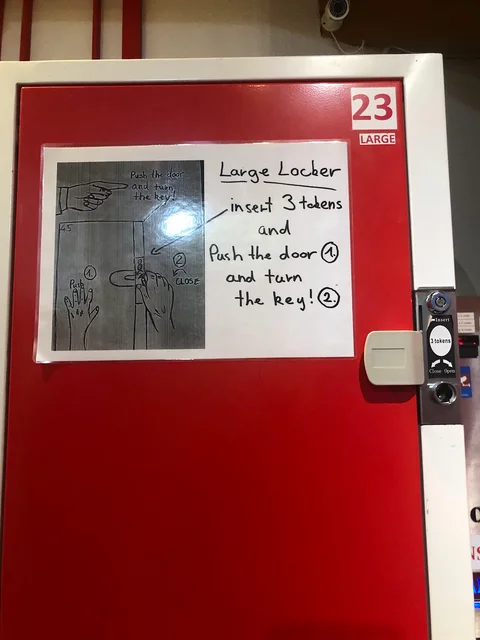 23
LARGE
Large Locker
insert 3 tokens
and
Push the door 1.
and turn
the key! 2.
Push the door
and turn
the key!
45
1
Push
2
CLOSE
Insert
3 tokens
Close Open